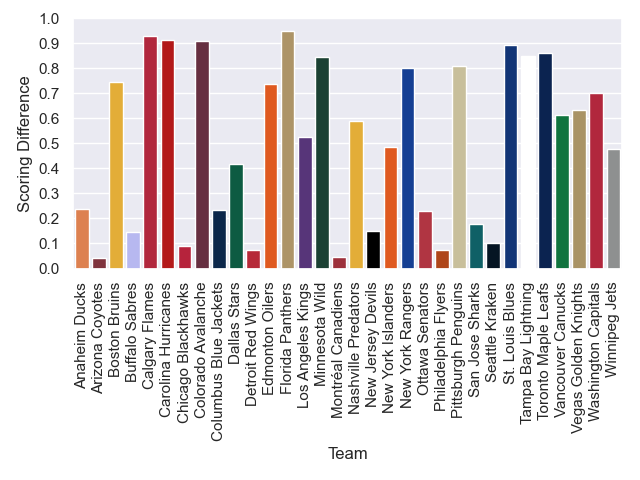 1.0
0.9
0.8
0.7
0.6
0.5
0.4
0.3
0.2
0.1
0.0
Scoring Difference
Anaheim Ducks
Arizona Coyotes
Boston Bruins
Buffalo Sabres
Calgary Flames
Carolina Hurricanes
Chicago Blackhawks
Colorado Avalanche
Columbus Blue Jackets
Dallas Stars
Detroit Red Wings
Edmonton Oilers
Florida Panthers
Los Angeles Kings
Minnesota Wild
Montréal Canadiens
Nashville Predators
New Jersey Devils
New York Islanders
New York Rangers
Ottawa Senators
Philadelphia Flyers
Pittsburgh Penguins
San Jose Sharks
Seattle Kraken
St. Louis Blues
Tampa Bay Lightning
Toronto Maple Leafs
Vancouver Canucks
Vegas Golden Knights
Washington Capitals
Winnipeg Jets
Team